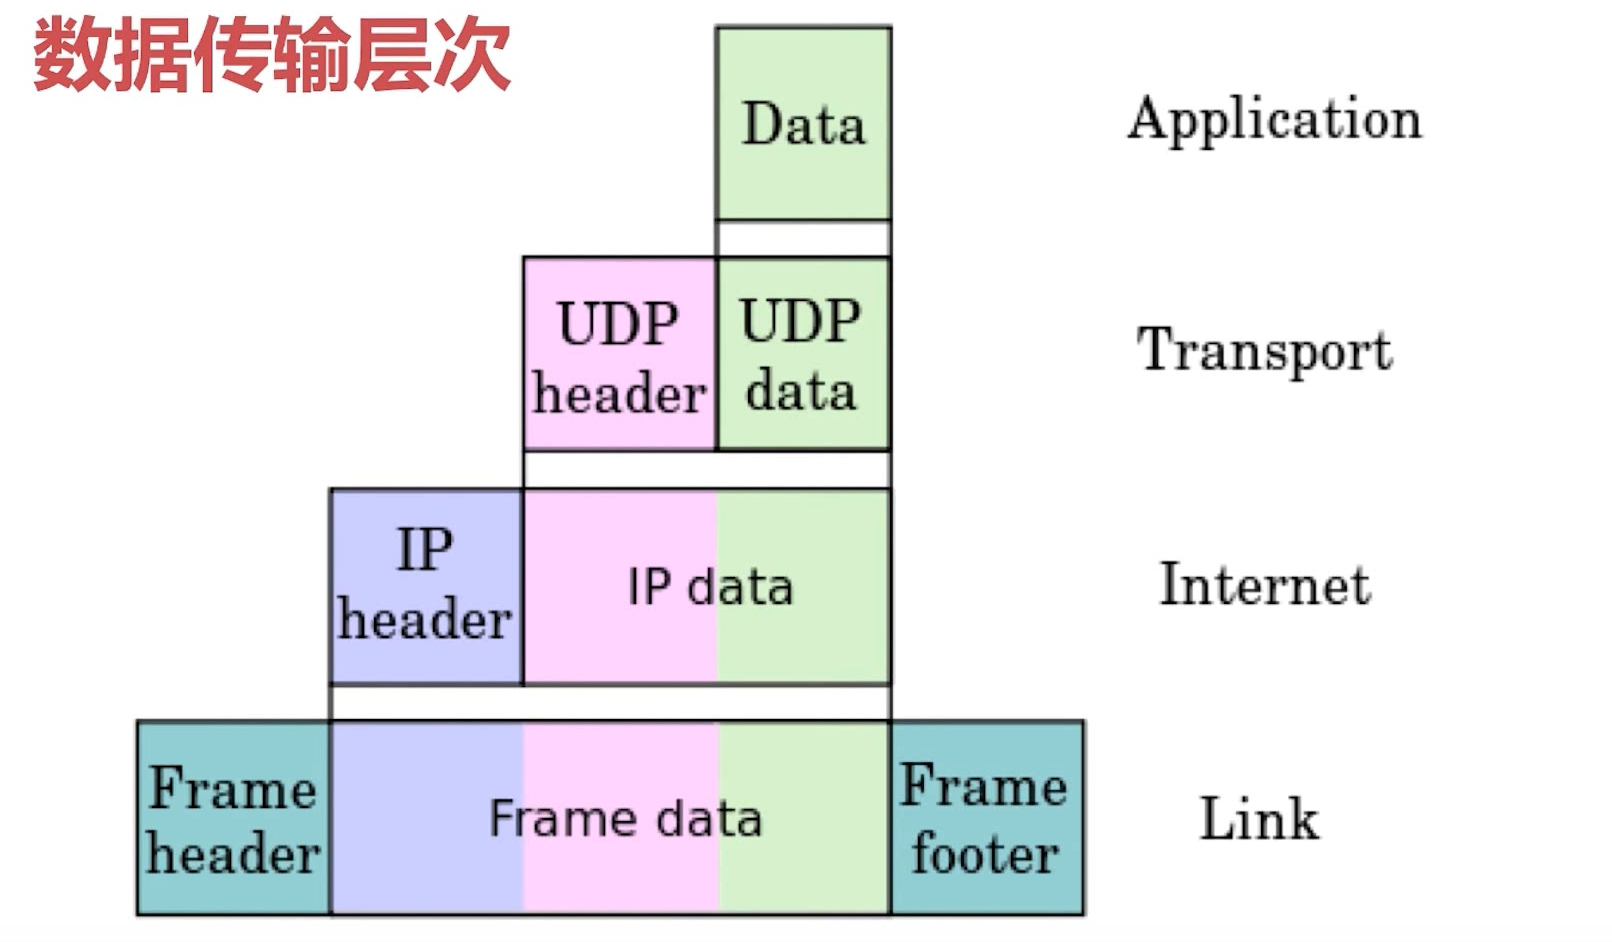 数据传输层次
Data
Application
UDP
header
UDP
data
Transport
IP
header
IP data
Internet
Frame
header
Frame data
Frame
footer
Link